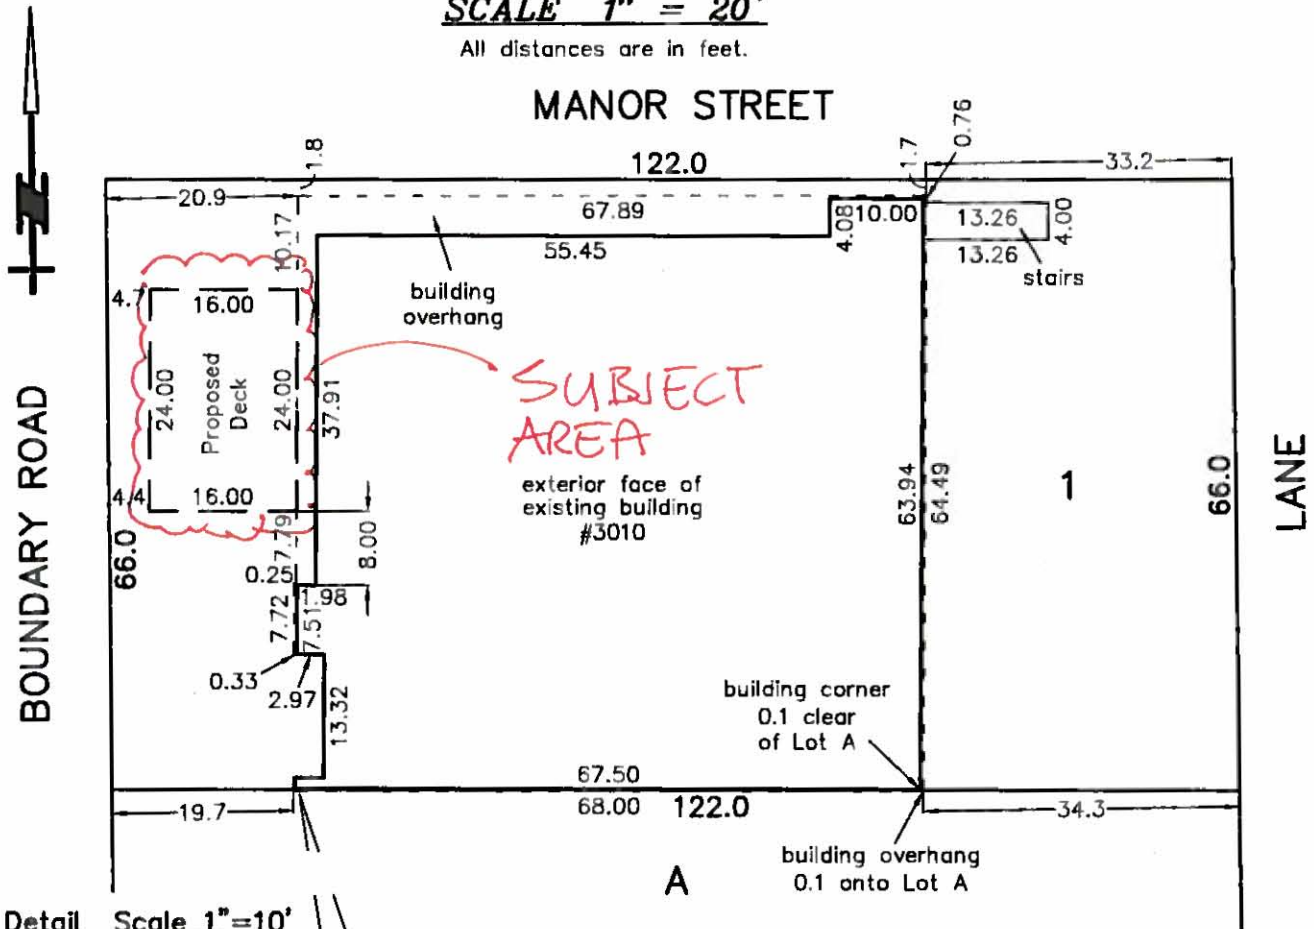 SCALE 1" = 20'
All distances are in feet.
MANOR STREET
1.8
122.0
1.7
0.76
33.2
20.9
67.89
10.00
4.08
13.26
4.00
13.26
stairs
10.17
55.45
building
overhang
4.7
16.00
24.00
Proposed
Deck
24.00
37.91
SUBJECT
AREA
exterior face of
existing building
#3010
63.94
64.49
1
66.0
LANE
BOUNDARY ROAD
4.4
16.00
66.0
7.79
8.00
0.25
1.98
7.72
7.51
0.33
2.97
13.32
building corner
0.1 clear
of Lot A
67.50
19.7
68.00
122.0
34.3
building overhang
0.1 onto Lot A
A
Detail Scale 1"=10'